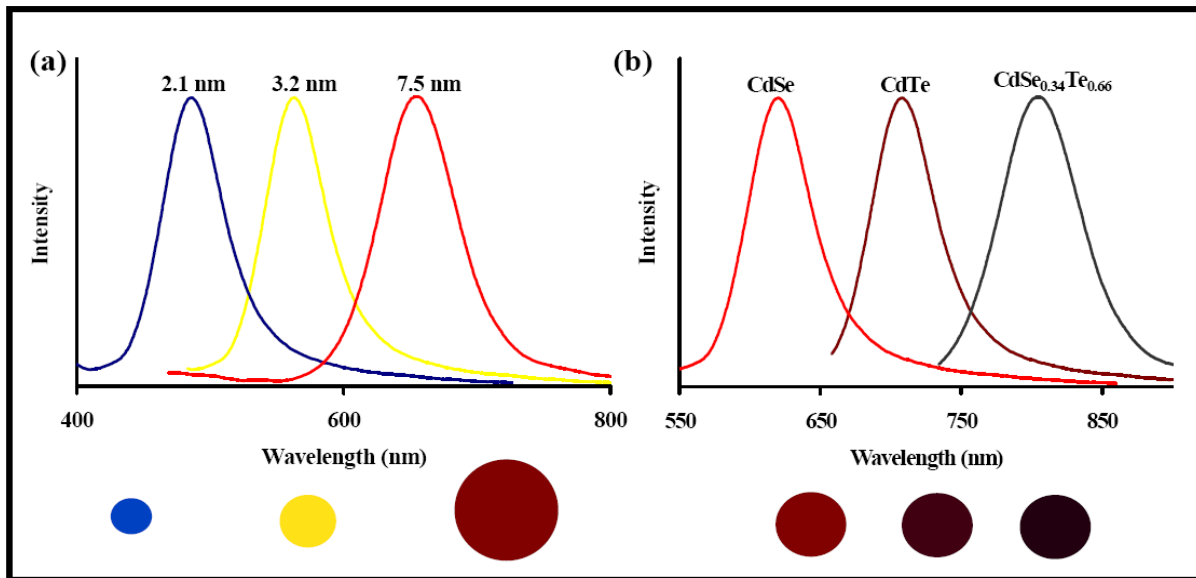 (a)
2.1 nm
3.2 nm
7.5 nm
Intensity
400
600
800
Wavelength (nm)
(b)
CdSe
CdTe
CdSe₀.₃₄Te₀.₆₆
Intensity
550
650
750
850
Wavelength (nm)